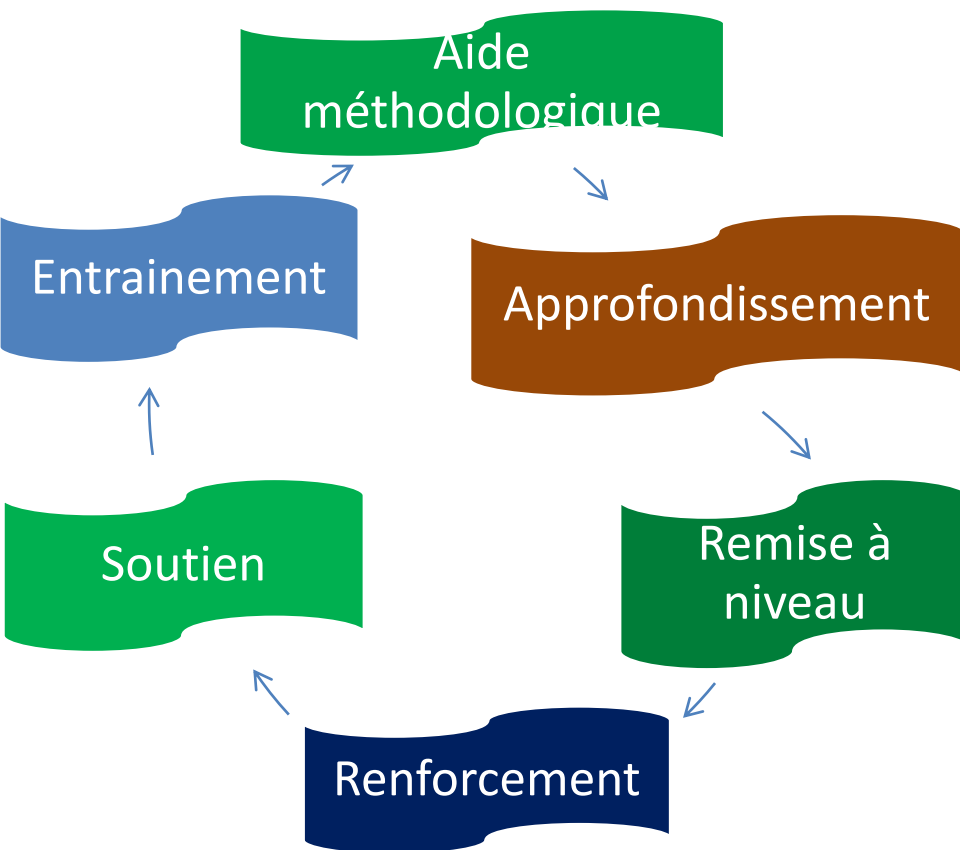 Aide
méthodologique
Approfondissement
Remise à
niveau
Renforcement
Soutien
Entrainement